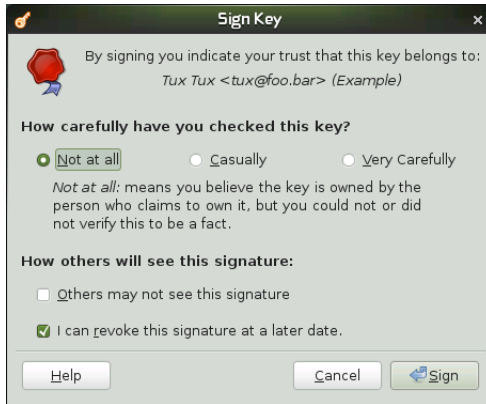 Sign Key
By signing you indicate your trust that this key belongs to:
Tux Tux <tux@foo.bar> (Example)
How carefully have you checked this key?
Not at all Casually Very Carefully
Not at all: means you believe the key is owned by the
person who claims to own it, but you could not or did
not verify this to be a fact.
How others will see this signature:
Others may not see this signature
I can revoke this signature at a later date.
Help Cancel Sign